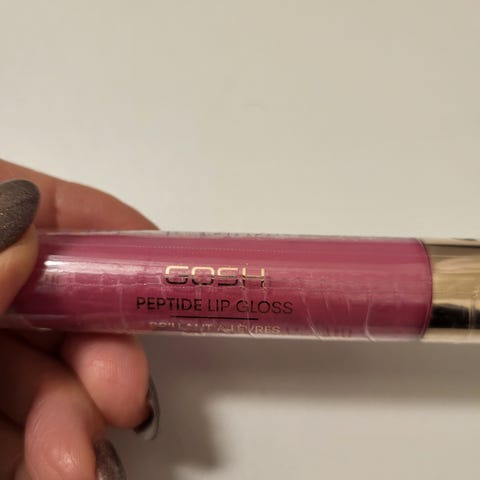 GOSH
PEPTIDE LIP GLOSS
BRILLANT À LÈVRES